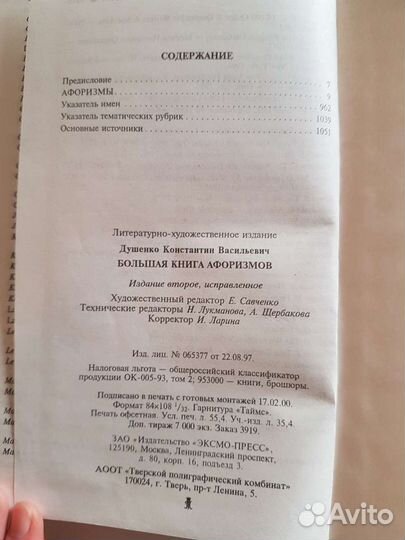 СОДЕРЖАНИЕ
Предисловие 7
АФОРИЗМЫ 9
Указатель имен 962
Указатель тематических рубрик 1039
Основные источники 1051
Литературно-художественное издание
Душенко Константин Васильевич
БОЛЬШАЯ КНИГА АФОРИЗМОВ
Издание второе, исправленное
Художественный редактор Е. Савченко
Технические редакторы Н. Лукманова, А. Щербакова
Корректор И. Ларина
Изд. лиц. № 065377 от 22.08.97.
Налоговая льгота – общероссийский классификатор
продукции ОК-005-93, том 2; 953000 – книги, брошюры.
Подписано в печать с готовых монтажей 17.02.00.
Формат 84×108 1/32. Гарнитура «Таймс».
Печать офсетная. Усл. печ. л. 55,4. Уч.-изд. л. 35,4.
Доп. тираж 7 000 экз. Заказ 3919.
ЗАО «Издательство «ЭКСМО-ПРЕСС»,
125190, Москва, Ленинградский проспект,
д. 80, корп. 16, подъезд 3.
АООТ «Тверской полиграфический комбинат»
170024, г. Тверь, пр-т Ленина, 5.
Avito